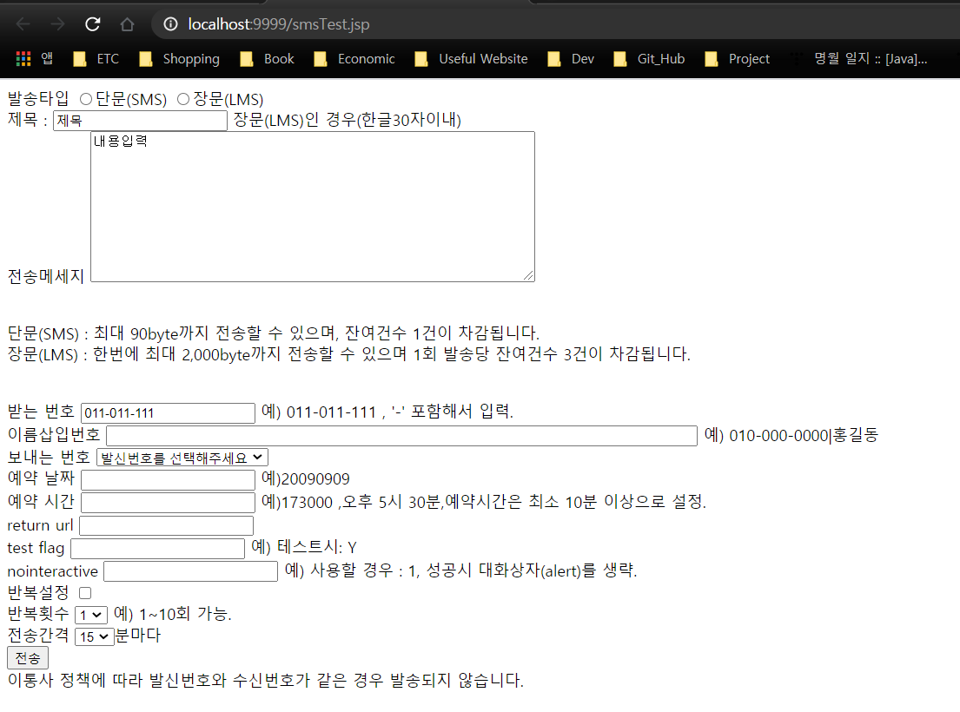 localhost:9999/smsTest.jsp
앱 ETC Shopping Book Economic Useful Website Dev Git_Hub Project 명월 일지 :: [Java]...
발송타입 단문(SMS) 장문(LMS)
제목 : 제목 장문(LMS)인 경우(한글30자이내)
내용입력
전송메세지
단문(SMS) : 최대 90byte까지 전송할 수 있으며, 잔여건수 1건이 차감됩니다.
장문(LMS) : 한번에 최대 2,000byte까지 전송할 수 있으며 1회 발송당 잔여건수 3건이 차감됩니다.
받는 번호 011-011-111 예) 011-011-111 , '-' 포함해서 입력.
이름삽입번호 예) 010-000-0000|홍길동
보내는 번호 발신번호를 선택해주세요
예약 날짜 예)20090909
예약 시간 예)173000 ,오후 5시 30분,예약시간은 최소 10분 이상으로 설정.
return url
test flag 예) 테스트시: Y
nointeractive 예) 사용할 경우 : 1, 성공시 대화상자(alert)를 생략.
반복설정
반복횟수 1 예) 1~10회 가능.
전송간격 15 분마다
전송
이통사 정책에 따라 발신번호와 수신번호가 같은 경우 발송되지 않습니다.